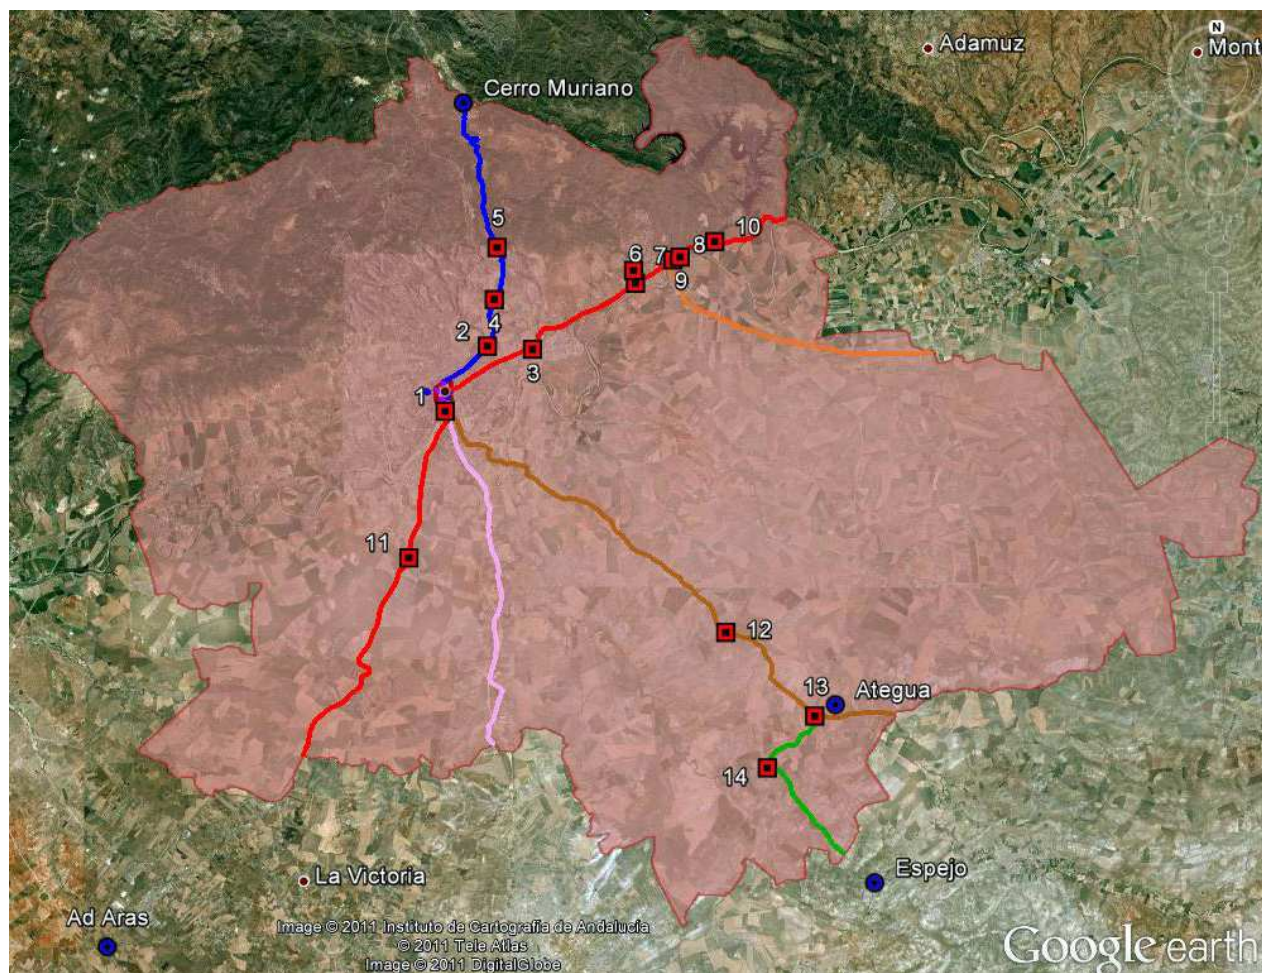 N
Adamuz
Mont
Cerro Muriano
5
10
8
6
7
9
2
4
3
1
11
12
13
Ategua
14
Espejo
La Victoria
Ad Aras
Image © 2011 Instituto de Cartografía de Andalucía
© 2011 Tele Atlas
Image © 2011 DigitalGlobe
Google earth